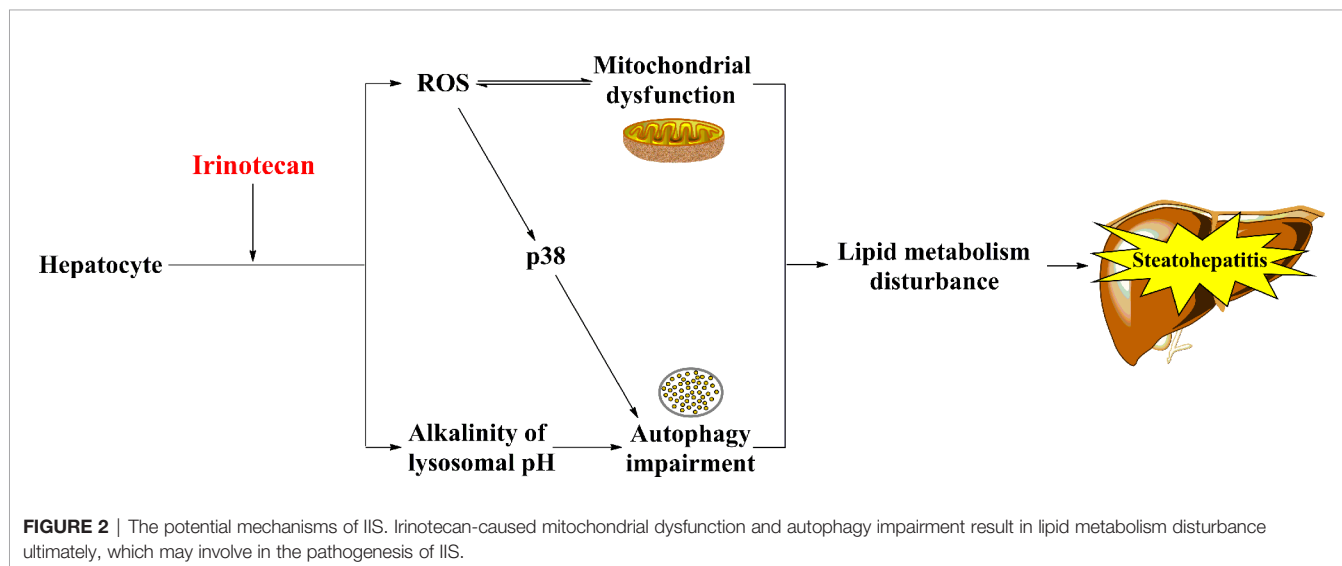 ROS
Mitochondrial
dysfunction
Irinotecan
Hepatocyte
p38
Lipid metabolism
disturbance
Steatohepatitis
Alkalinity of
lysosomal pH
Autophagy
impairment
FIGURE 2 | The potential mechanisms of IIS. Irinotecan-caused mitochondrial dysfunction and autophagy impairment result in lipid metabolism disturbance
ultimately, which may involve in the pathogenesis of IIS.